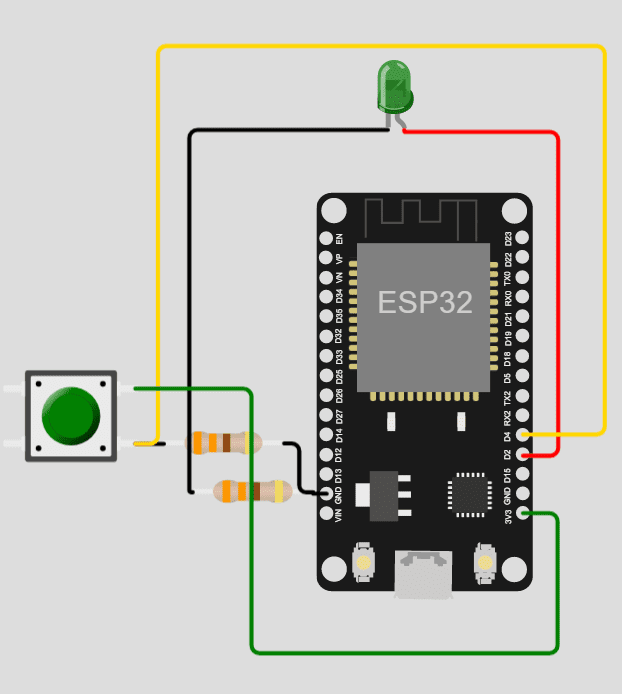 ESP32
EN
VP
VN
D34
D35
D32
D33
D25
D26
D27
D14
D12
D13
GND
VIN
D23
D22
TX0
RX0
D21
D19
D18
D5
TX2
RX2
D4
D2
D15
GND
3V3